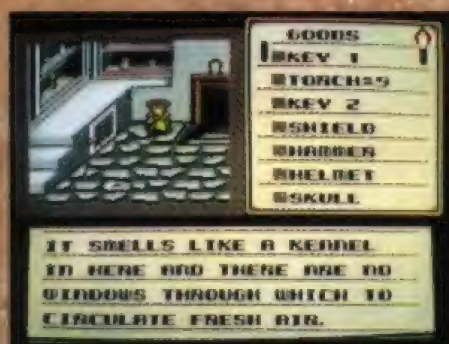 GOODS
KEY 1
TORCH=9
KEY 2
SHIELD
HAMMER
HELMET
SKULL
IT SMELLS LIKE A KENNEL
IN HERE AND THERE ARE NO
WINDOWS THROUGH WHICH TO
CIRCULATE FRESH AIR.